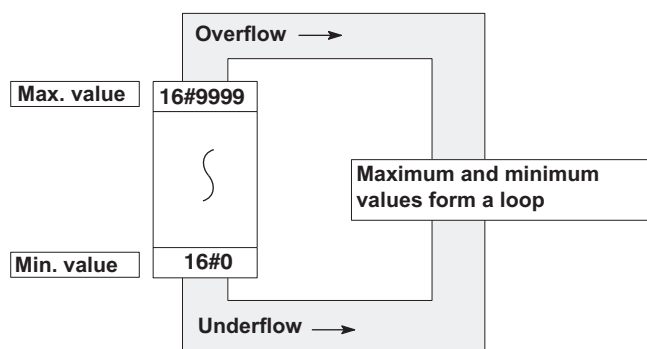 Overflow
Max. value
16#9999
Maximum and minimum
values form a loop
Min. value
16#0
Underflow